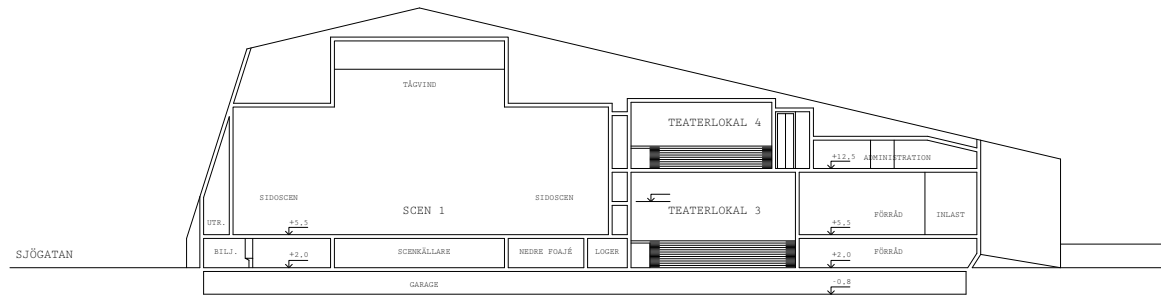 TÅGVIND
TEATERLOKAL 4
+12,5
ADMINISTRATION
SIDOSCEN
SIDOSCEN
SCEN 1
TEATERLOKAL 3
FÖRRÅD
INLAST
UTR.
+5,5
+5,5
SJÖGATAN
BILJ.
+2,0
SCENKÄLLARE
NEDRE FOAJÉ
LOGER
+2,0
FÖRRÅD
GARAGE
-0,8